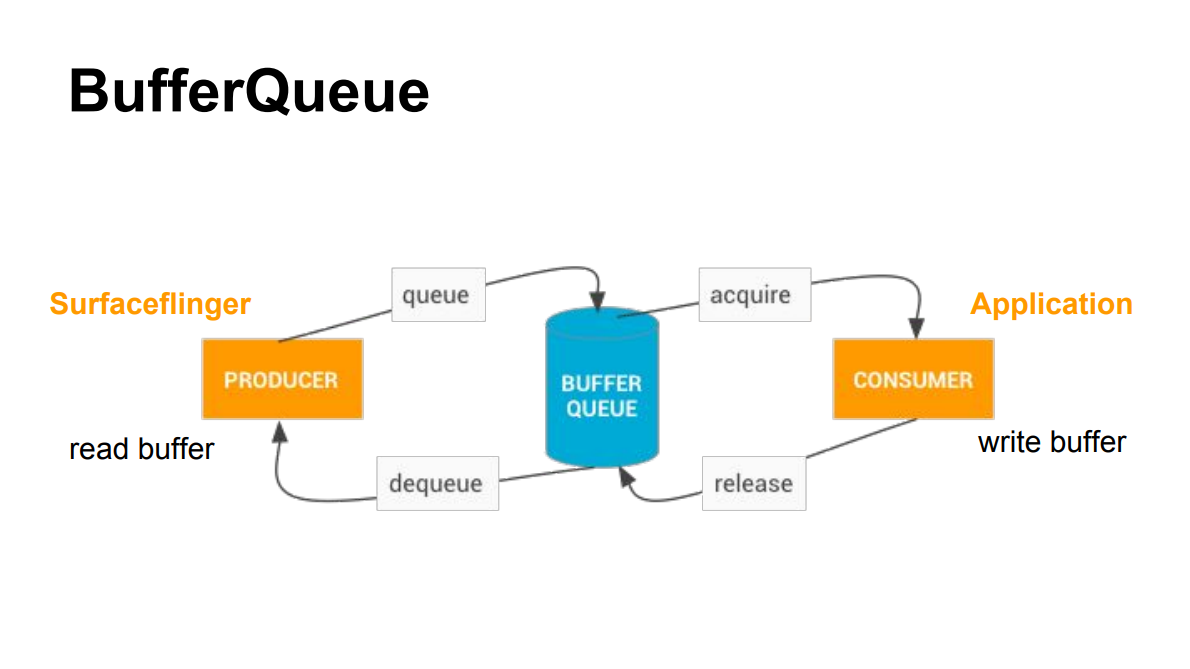 BufferQueue
Surfaceflinger
queue
acquire
Application
PRODUCER
BUFFER
QUEUE
CONSUMER
read buffer
write buffer
dequeue
release